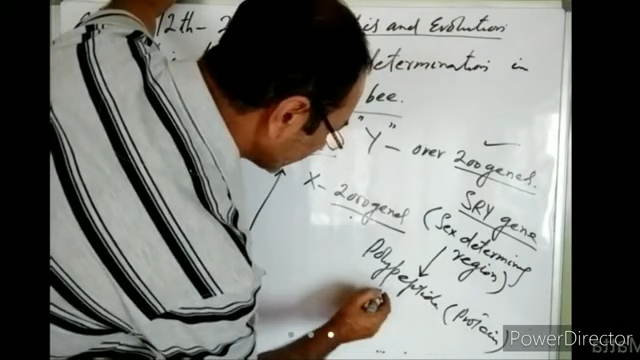 12th-
is and Evolution
determination in
bee.
"Y" - over 200 genes.
X - 2000 genes
SRY gene
(Sex determining
region)
Polypeptide (Protein)
PowerDirector